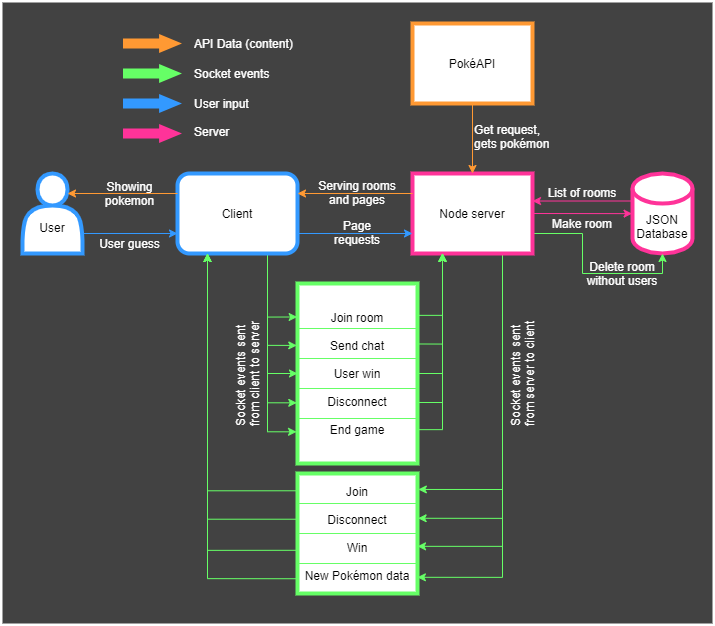 API Data (content)
Socket events
User input
Server
PokéAPI
Get request,
gets pokémon
Showing
pokemon
User
User guess
Client
Serving rooms
and pages
Page
requests
Node server
List of rooms
Make room
JSON
Database
Delete room
without users
Socket events sent
from client to server
Join room
Send chat
User win
Disconnect
End game
Socket events sent
from server to client
Join
Disconnect
Win
New Pokémon data